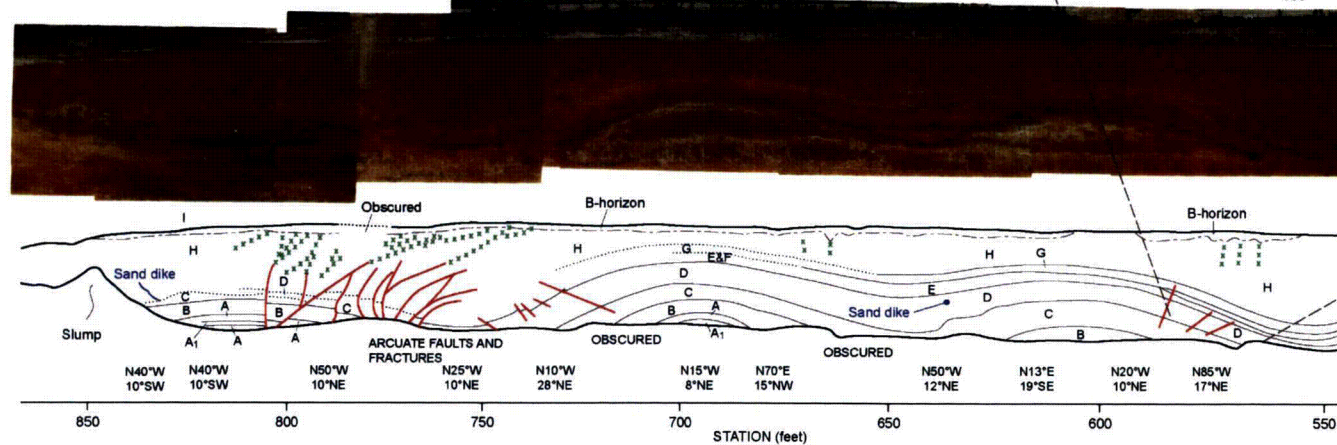 I
Obscured
B-horizon
B-horizon
H
H
G
H
G
E&F
Sand dike
D
D
E
H
C
C
Sand dike
D
B
A
B
C
B
A
C
D
Slump
A₁
A
A
A₁
B
ARCUATE FAULTS AND
FRACTURES
OBSCURED
OBSCURED
N40°W
10°SW
N40°W
10°SW
N50°W
10°NE
N25°W
10°NE
N10°W
28°NE
N15°W
8°NE
N70°E
15°NW
N50°W
12°NE
N13°E
19°SE
N20°W
10°NE
N85°W
17°NE
850
800
750
700
650
600
550
STATION (feet)